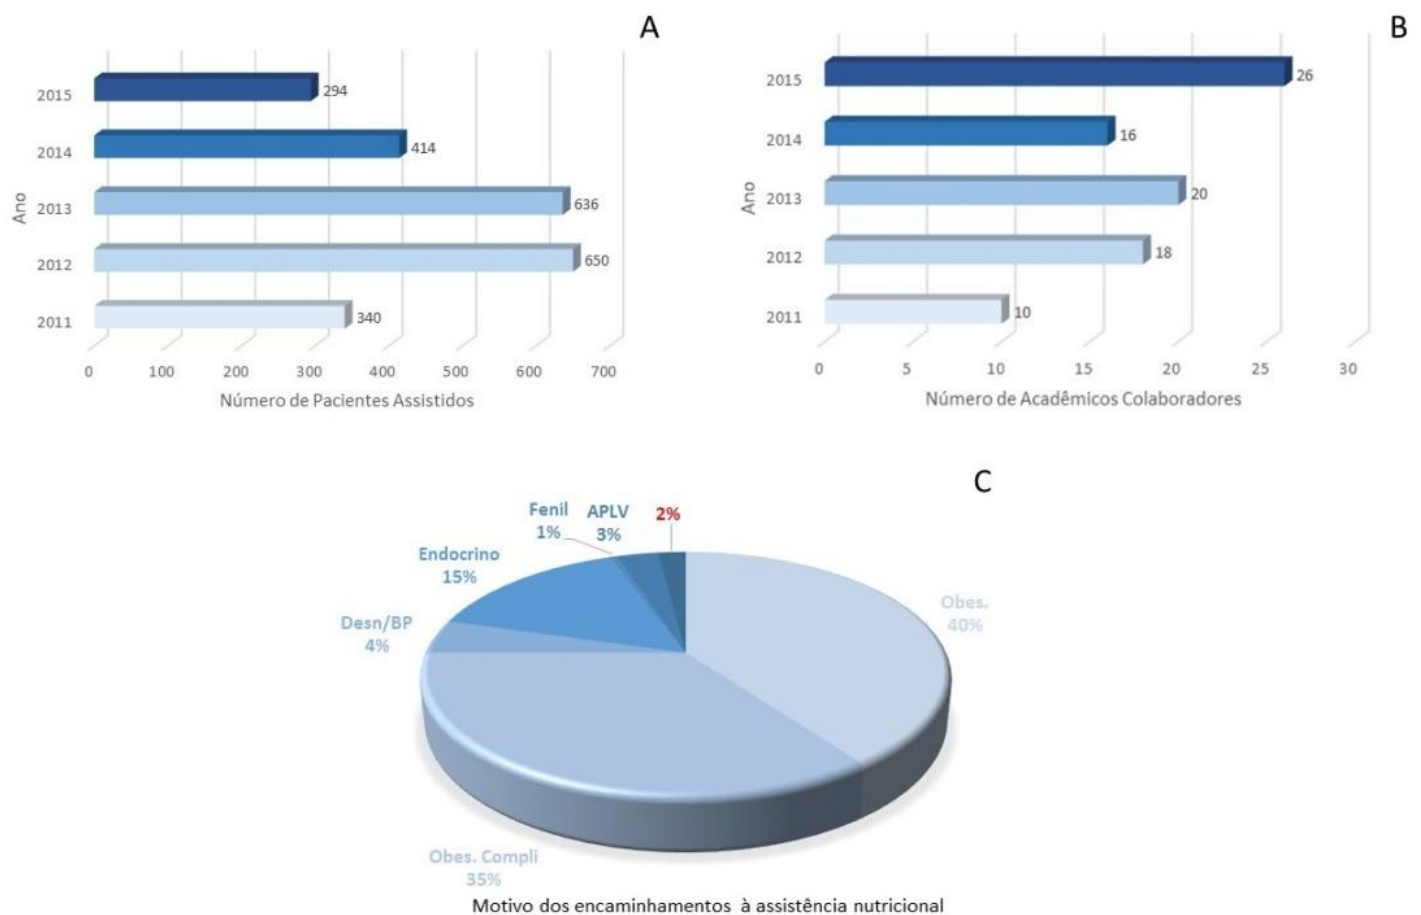 A
2015
294
2014
414
2013
636
2012
650
2011
340
Ano
0 100 200 300 400 500 600 700
Número de Pacientes Assistidos
B
2015
26
2014
16
2013
20
2012
18
2011
10
Ano
0 5 10 15 20 25 30
Número de Acadêmicos Colaboradores
C
Fenil
1%
APLV
3%
2%
Endocrino
15%
Desn/BP
4%
Obes.
40%
Obes. Compli
35%
Motivo dos encaminhamentos à assistência nutricional